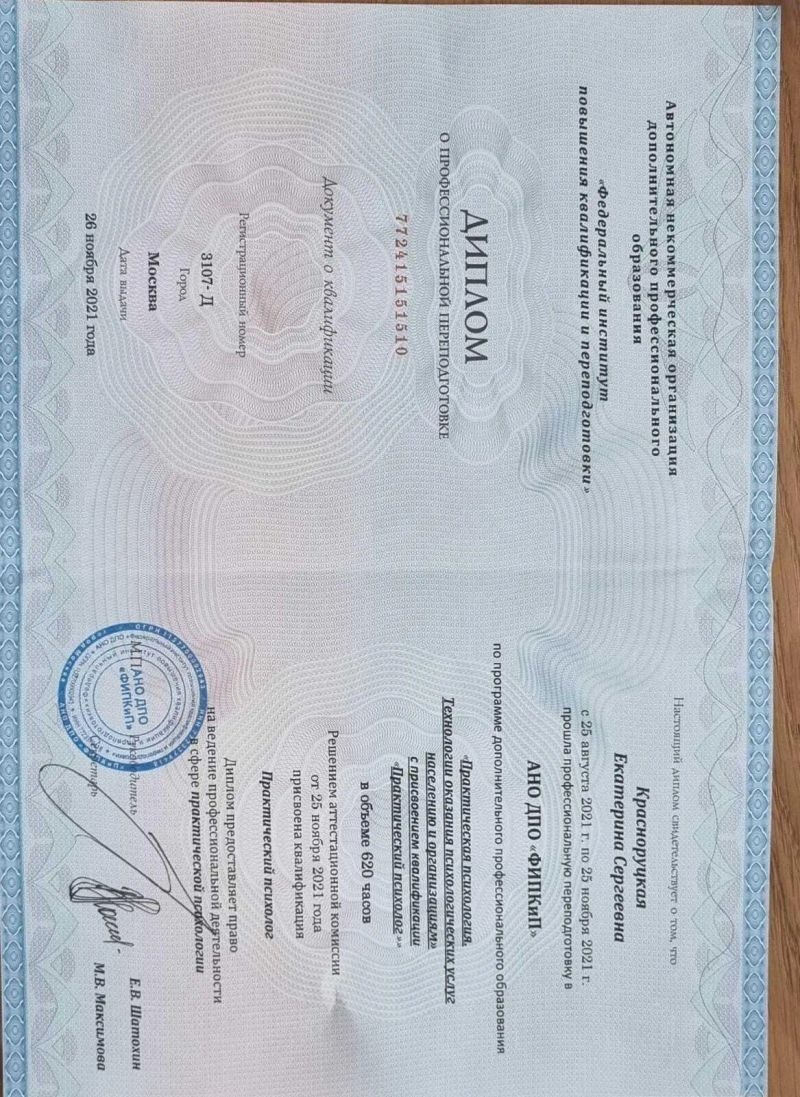 Автономная некоммерческая организация
дополнительного профессионального
образования
«Федеральный институт
повышения квалификации и переподготовки»
ДИПЛОМ
О ПРОФЕССИОНАЛЬНОЙ ПЕРЕПОДГОТОВКЕ
772415151510
Документ о квалификации
Регистрационный номер
3107- Д
Город
Москва
Дата выдачи
26 ноября 2021 года
Настоящий диплом свидетельствует о том, что
Красноруцкая
Екатерина Сергеевна
с 25 августа 2021 г. по 25 ноября 2021 г.
прошла профессиональную переподготовку в
АНО ДПО «ФИПКиП»
по программе дополнительного профессионального образования
«Практическая психология.
Технологии оказания психологических услуг
населению и организациям»
с присвоением квалификации
«Практический психолог»»
в объеме 620 часов
Решением аттестационной комиссии
от 25 ноября 2021 года
присвоена квалификация
Практический психолог
Диплом предоставляет право
на ведение профессиональной деятельности
в сфере практической психологии
М.П.
Руководитель
Е.В. Шатохин
Секретарь
М.В. Максимова
АНО ДПО
«ФИПКиП»